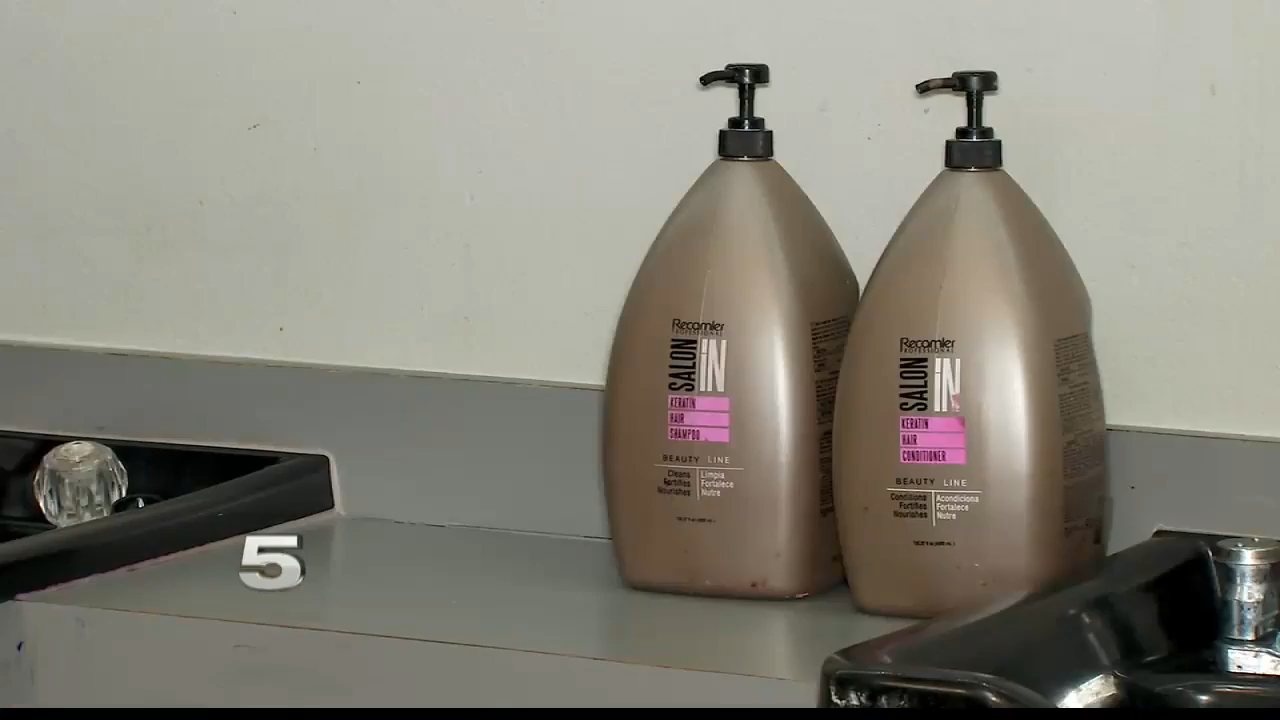 Recamier
PROFESSIONAL
SALON
IN
KERATIN
HAIR
SHAMPOO
BEAUTY LINE
Cleans
Fortifies
Nourishes
Limpia
Fortalece
Nutre
Recamier
PROFESSIONAL
SALON
IN
KERATIN
HAIR
CONDITIONER
BEAUTY LINE
Conditions
Fortifies
Nourishes
Acondiciona
Fortalece
Nutre
5